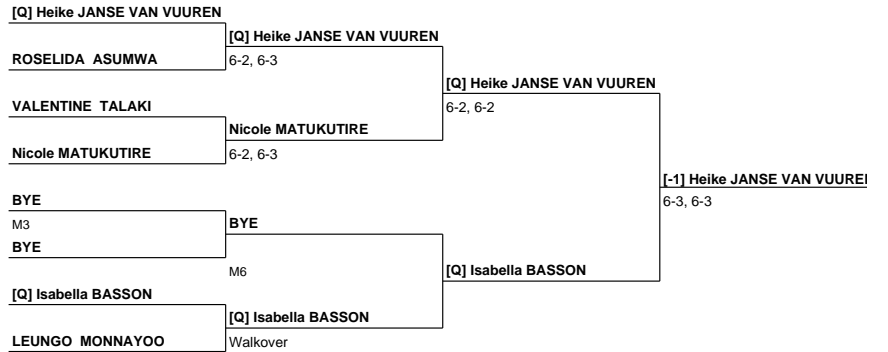 [Q] Heike JANSE VAN VUUREN
[Q] Heike JANSE VAN VUUREN
ROSELIDA ASUMWA
6-2, 6-3
[Q] Heike JANSE VAN VUUREN
VALENTINE TALAKI
6-2, 6-2
Nicole MATUKUTIRE
Nicole MATUKUTIRE
6-2, 6-3
[-1] Heike JANSE VAN VUURE
BYE
6-3, 6-3
M3
BYE
BYE
M6
[Q] Isabella BASSON
[Q] Isabella BASSON
[Q] Isabella BASSON
LEUNGO MONNAYOO
Walkover